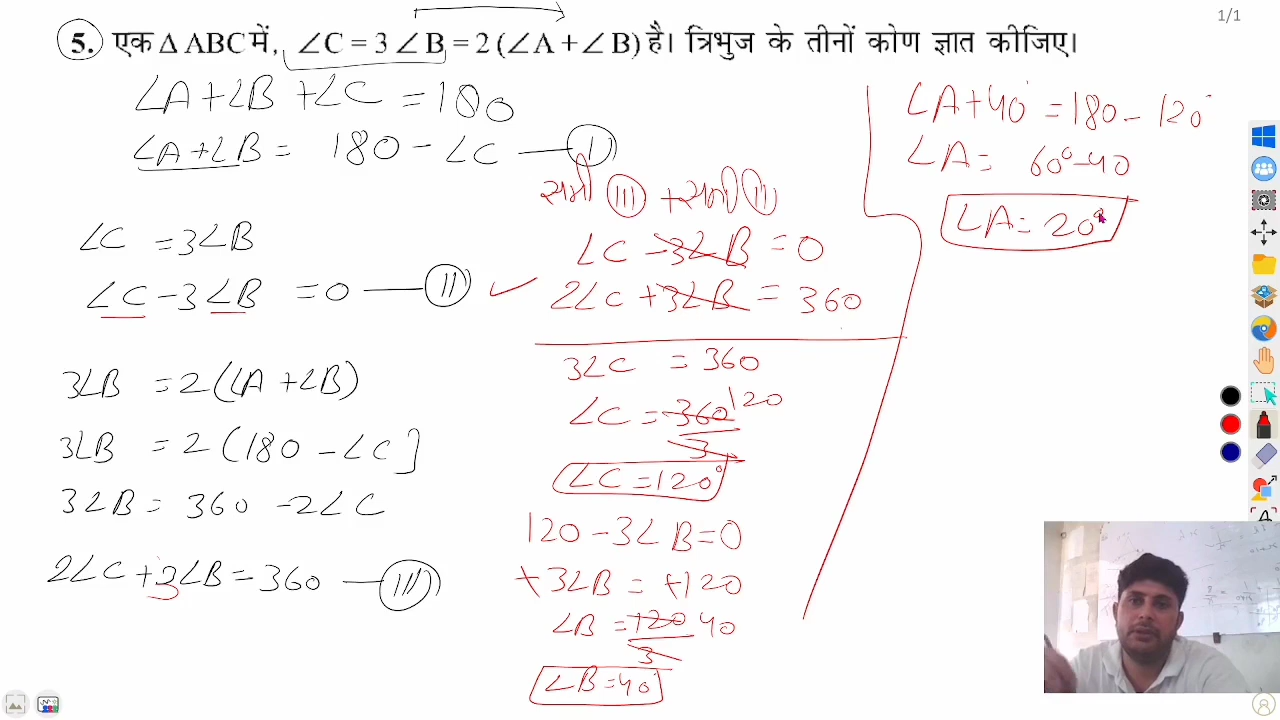 1/1
5. एक Δ ABC में, ∠C = 3 ∠B = 2 (∠A + ∠B) है। त्रिभुज के तीनों कोण ज्ञात कीजिए।
∠A + ∠B + ∠C = 180
∠A + ∠B = 180 - ∠C — I
∠C = 3∠B
∠C - 3∠B = 0 — II
3∠B = 2(∠A + ∠B)
3∠B = 2(180 - ∠C]
3∠B = 360 - 2∠C
2∠C + 3∠B = 360 — III
समी III + समी II
∠C - 3∠B = 0
2∠C + 3∠B = 360
3∠C = 360
∠C = 360/3 120
∠C = 120°
120 - 3∠B = 0
+3∠B = +120
∠B = 120/3 40
∠B = 40°
∠A + 40° = 180 - 120°
∠A = 60° - 40
∠A = 20°